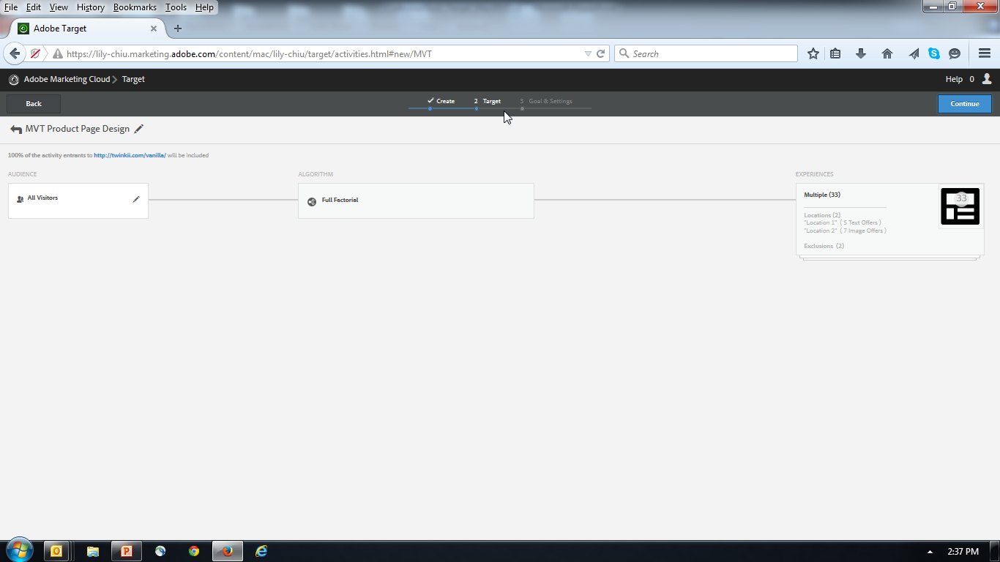 File Edit View History Bookmarks Tools Help
Adobe Target
https://lily-chiu.marketing.adobe.com/content/mac/lily-chiu/target/activities.html#new/MVT
Search
Adobe Marketing Cloud Target
Help 0
Back
Create 2 Target 3 Goal & Settings
Continue
MVT Product Page Design
100% of the activity entrants to http://twinkii.com/vanilla/ will be included
AUDIENCE
ALGORITHM
EXPERIENCES
All Visitors
Full Factorial
Multiple (33)
33
Locations (2)
"Location 1" ( 5 Text Offers )
"Location 2" ( 7 Image Offers )
Exclusions (2)
2:37 PM